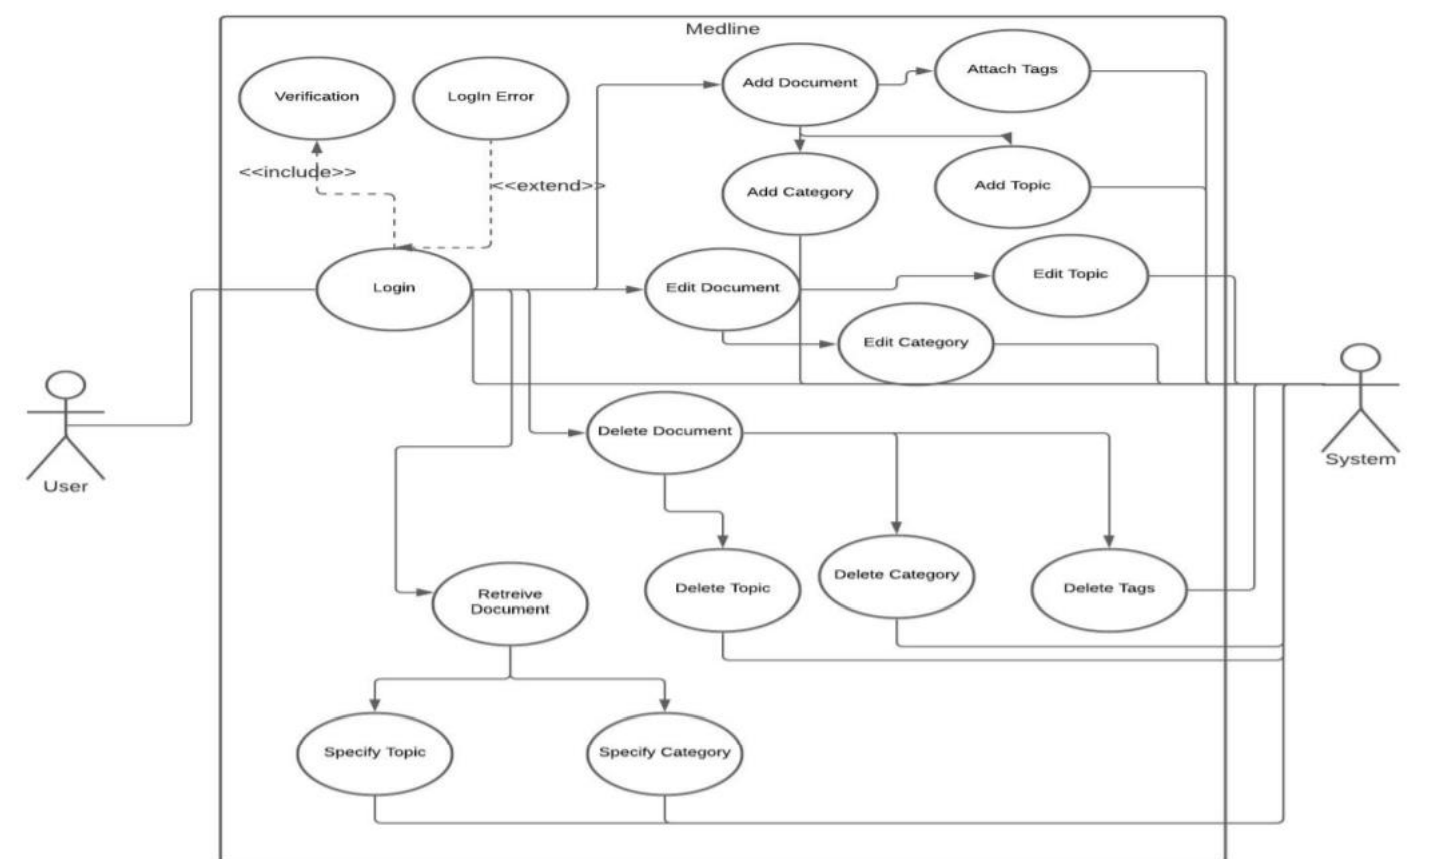 Medline
Verification
LogIn Error
Add Document
Attach Tags
<<include>>
<<extend>>
Add Category
Add Topic
Login
Edit Document
Edit Topic
Edit Category
User
Delete Document
System
Retreive
Document
Delete Topic
Delete Category
Delete Tags
Specify Topic
Specify Category